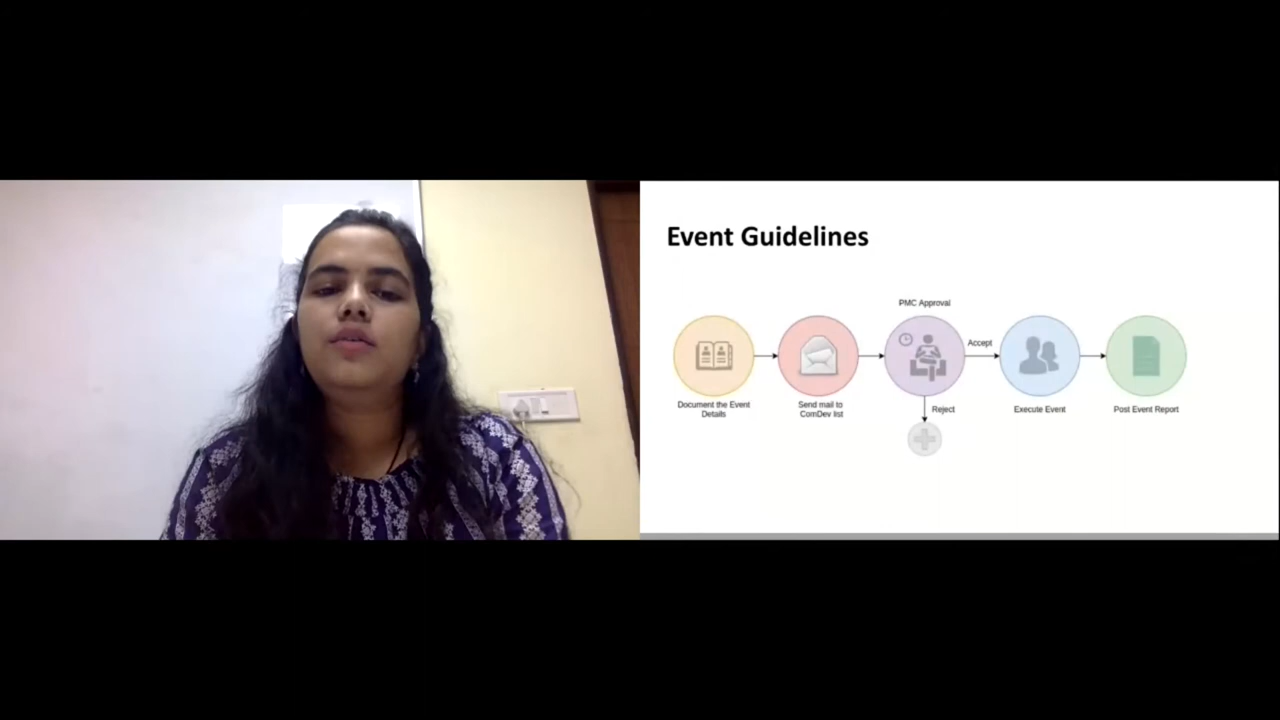 Event Guidelines
PMC Approval
Accept
Document the Event
Details
Send mail to
ComDev list
Reject
Execute Event
Post Event Report